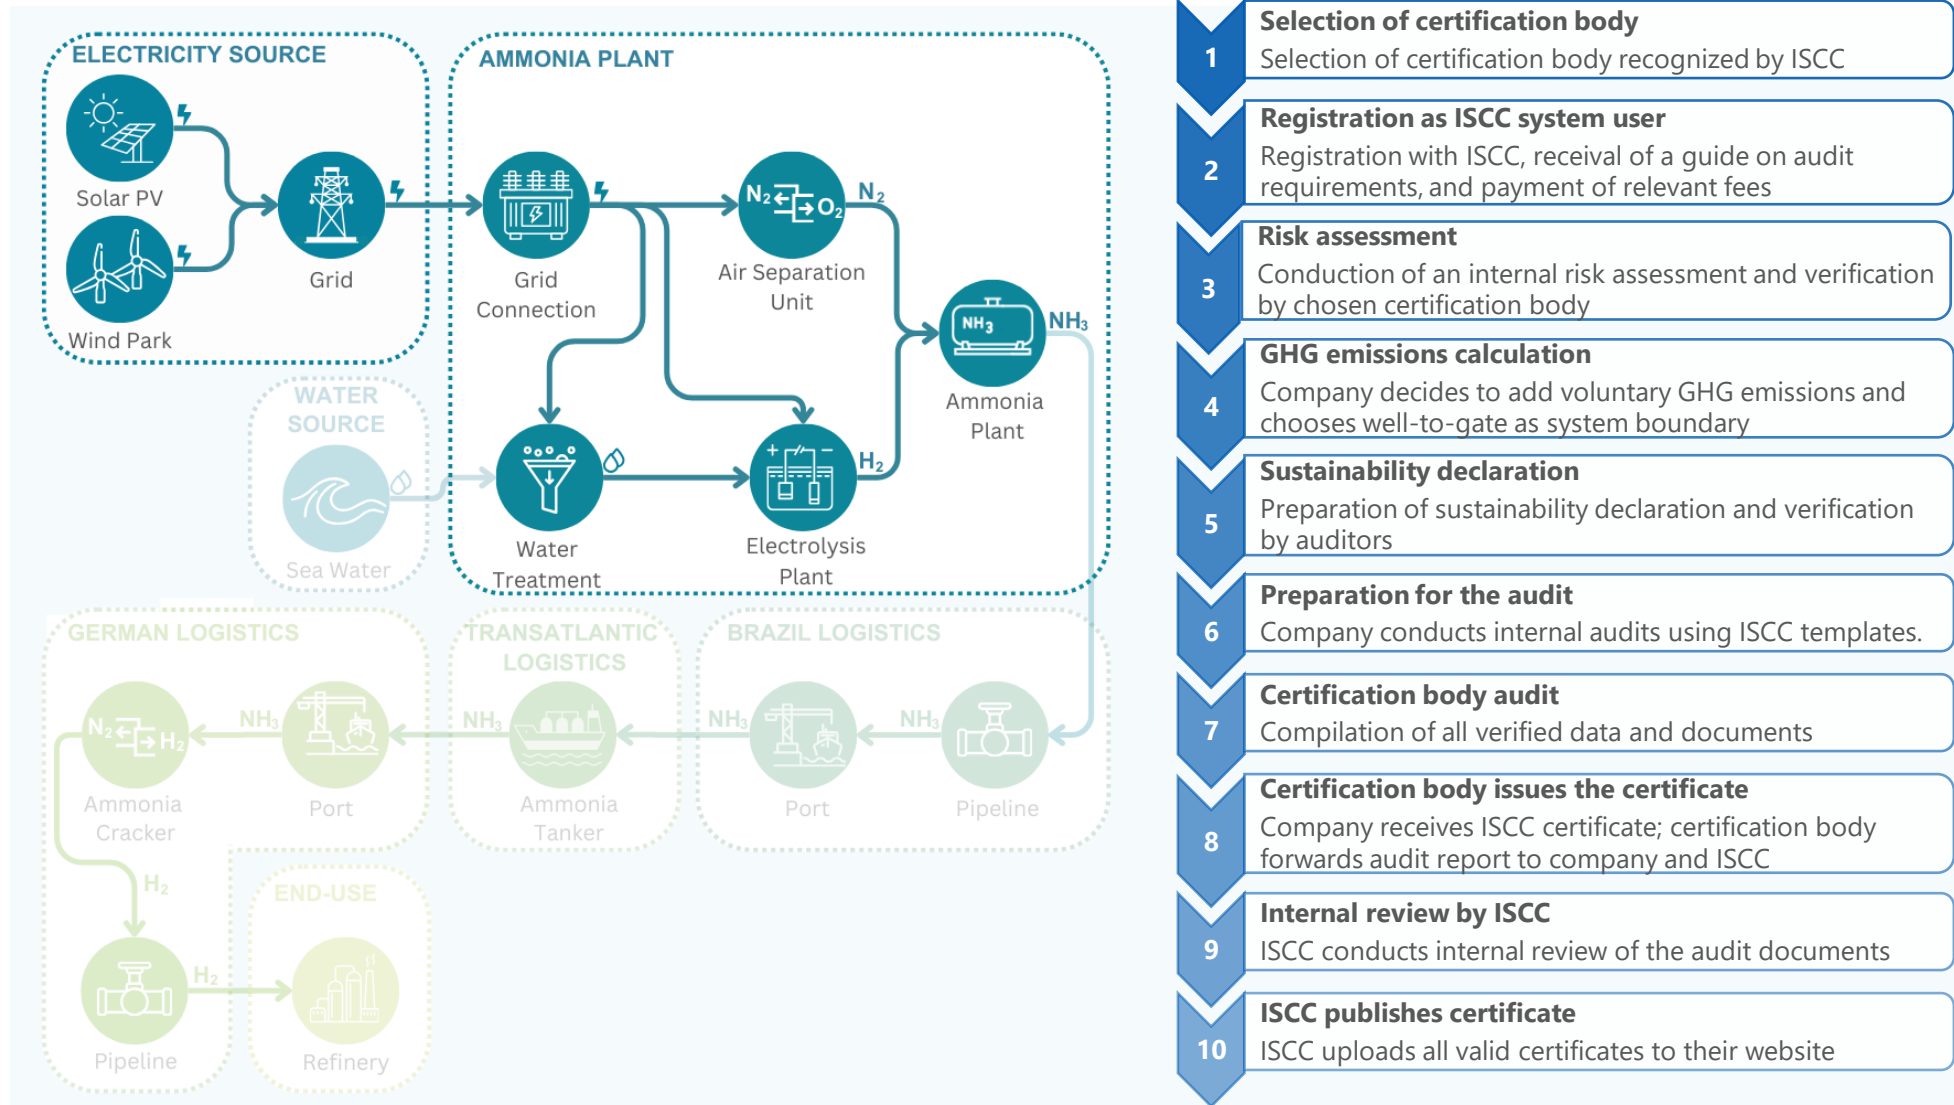 ELECTRICITY SOURCE
Solar PV
Wind Park
Grid
AMMONIA PLANT
Grid
Connection
N₂
O₂
N₂
Air Separation
Unit
NH₃
NH₃
Ammonia
Plant
Water
Treatment
+
−
H₂
Electrolysis
Plant
WATER
SOURCE
Sea Water
GERMAN LOGISTICS
N₂
H₂
NH₃
Ammonia
Cracker
Port
H₂
H₂
Pipeline
TRANSATLANTIC
LOGISTICS
NH₃
Ammonia
Tanker
BRAZIL LOGISTICS
NH₃
NH₃
Port
Pipeline
END-USE
Refinery
1
Selection of certification body
Selection of certification body recognized by ISCC
2
Registration as ISCC system user
Registration with ISCC, receival of a guide on audit
requirements, and payment of relevant fees
3
Risk assessment
Conduction of an internal risk assessment and verification
by chosen certification body
4
GHG emissions calculation
Company decides to add voluntary GHG emissions and
chooses well-to-gate as system boundary
5
Sustainability declaration
Preparation of sustainability declaration and verification
by auditors
6
Preparation for the audit
Company conducts internal audits using ISCC templates.
7
Certification body audit
Compilation of all verified data and documents
8
Certification body issues the certificate
Company receives ISCC certificate; certification body
forwards audit report to company and ISCC
9
Internal review by ISCC
ISCC conducts internal review of the audit documents
10
ISCC publishes certificate
ISCC uploads all valid certificates to their website